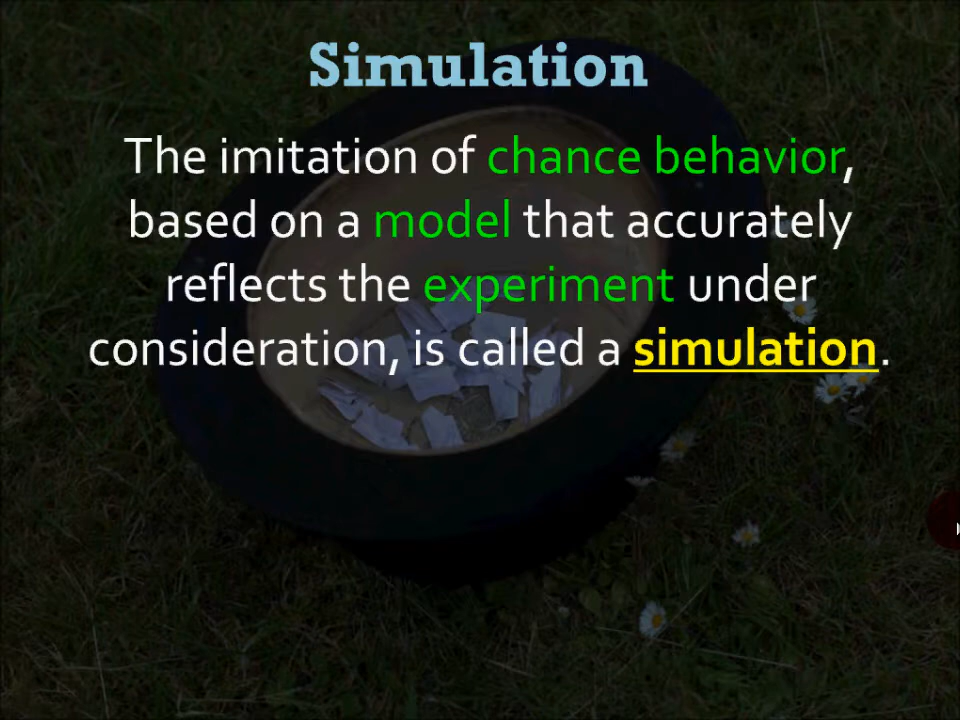 Simulation
The imitation of chance behavior,
based on a model that accurately
reflects the experiment under
consideration, is called a simulation.